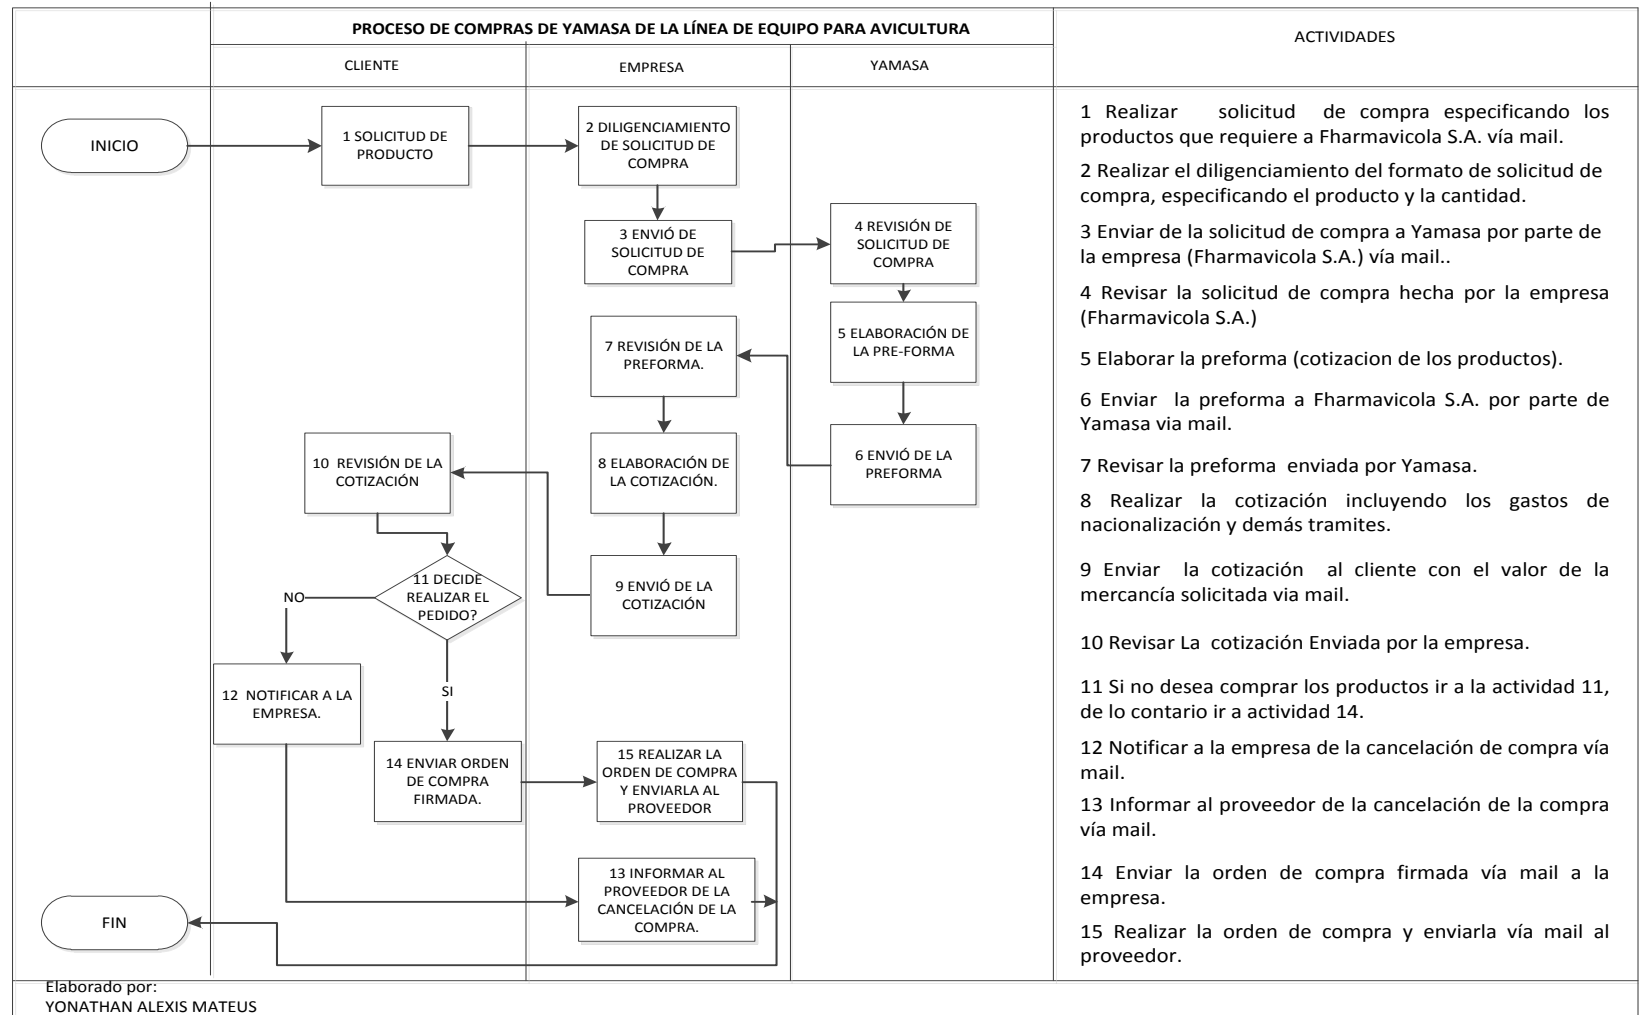 PROCESO DE COMPRAS DE YAMASA DE LA LÍNEA DE EQUIPO PARA AVICULTURA
ACTIVIDADES
CLIENTE
EMPRESA
YAMASA
INICIO
1 SOLICITUD DE
PRODUCTO
2 DILIGENCIAMIENTO
DE SOLICITUD DE
COMPRA
3 ENVIÓ DE
SOLICITUD DE
COMPRA
4 REVISIÓN DE
SOLICITUD DE
COMPRA
5 ELABORACIÓN DE
LA PRE-FORMA
6 ENVIÓ DE LA
PREFORMA
7 REVISIÓN DE LA
PREFORMA.
8 ELABORACIÓN DE
LA COTIZACIÓN.
9 ENVIÓ DE LA
COTIZACIÓN
10 REVISIÓN DE LA
COTIZACIÓN
11 DECIDE
REALIZAR EL
PEDIDO?
NO
SI
12 NOTIFICAR A LA
EMPRESA.
14 ENVIAR ORDEN
DE COMPRA
FIRMADA.
15 REALIZAR LA
ORDEN DE COMPRA
Y ENVIARLA AL
PROVEEDOR
13 INFORMAR AL
PROVEEDOR DE LA
CANCELACIÓN DE LA
COMPRA.
FIN
1 Realizar solicitud de compra especificando los
productos que requiere a Fharmavicola S.A. vía mail.
2 Realizar el diligenciamiento del formato de solicitud de
compra, especificando el producto y la cantidad.
3 Enviar de la solicitud de compra a Yamasa por parte de
la empresa (Fharmavicola S.A.) vía mail..
4 Revisar la solicitud de compra hecha por la empresa
(Fharmavicola S.A.)
5 Elaborar la preforma (cotizacion de los productos).
6 Enviar la preforma a Fharmavicola S.A. por parte de
Yamasa via mail.
7 Revisar la preforma enviada por Yamasa.
8 Realizar la cotización incluyendo los gastos de
nacionalización y demás tramites.
9 Enviar la cotización al cliente con el valor de la
mercancía solicitada via mail.
10 Revisar La cotización Enviada por la empresa.
11 Si no desea comprar los productos ir a la actividad 11,
de lo contario ir a actividad 14.
12 Notificar a la empresa de la cancelación de compra vía
mail.
13 Informar al proveedor de la cancelación de la compra
vía mail.
14 Enviar la orden de compra firmada vía mail a la
empresa.
15 Realizar la orden de compra y enviarla vía mail al
proveedor.
Elaborado por:
YONATHAN ALEXIS MATEUS